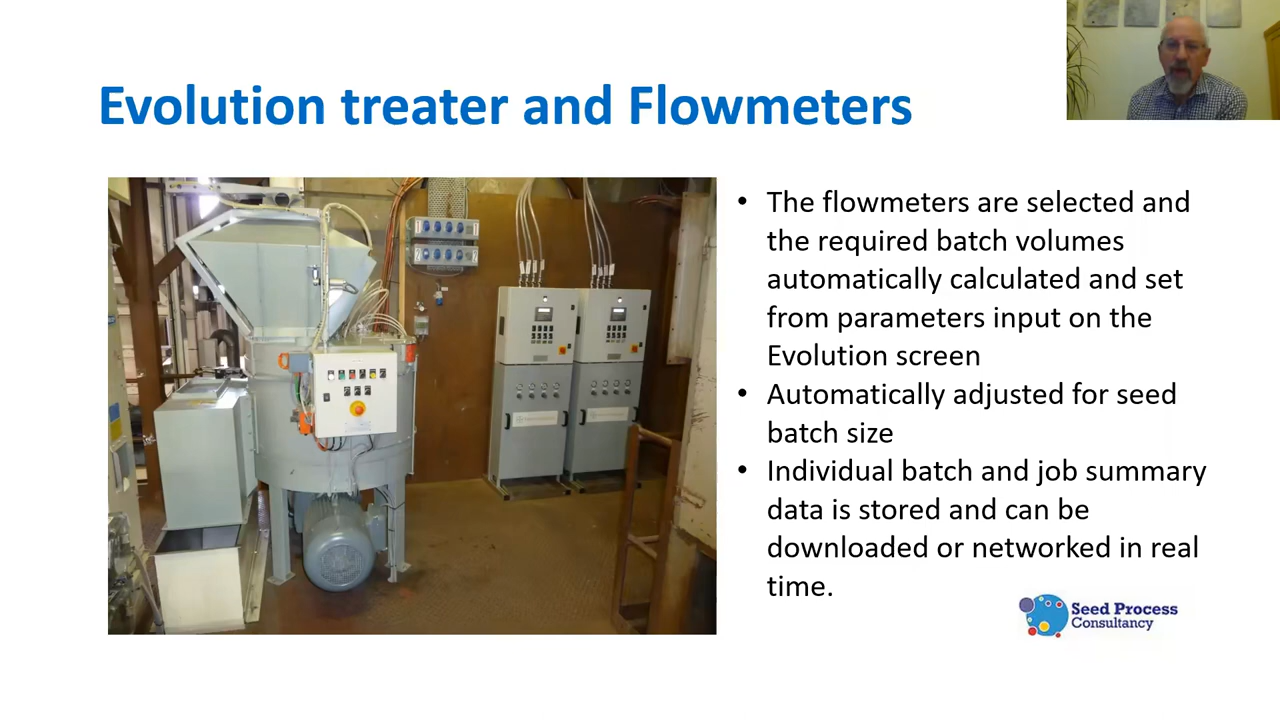 Evolution treater and Flowmeters
• The flowmeters are selected and
the required batch volumes
automatically calculated and set
from parameters input on the
Evolution screen
• Automatically adjusted for seed
batch size
• Individual batch and job summary
data is stored and can be
downloaded or networked in real
time.
Seed Process
Consultancy